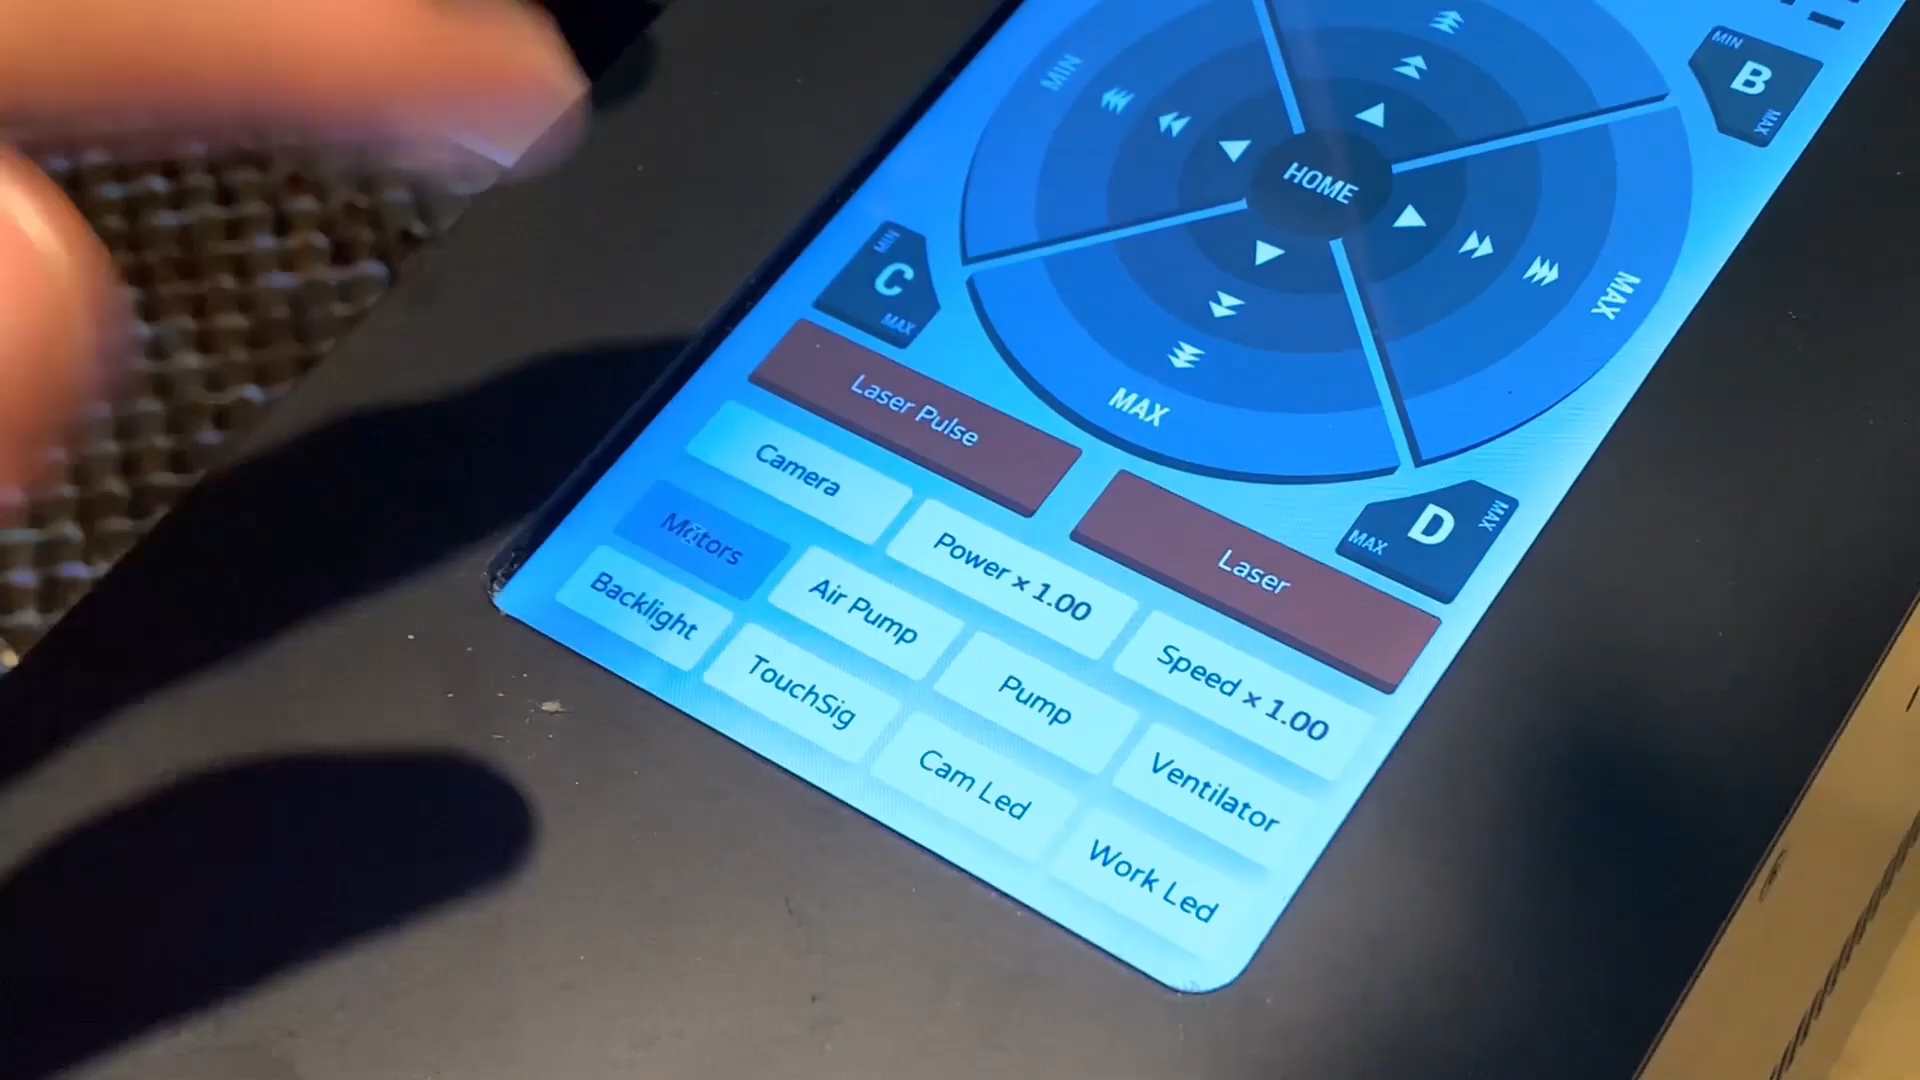 MIN
B
MAX
MIN
HOME
MIN
C
MAX
MAX
MAX
MAX
D
MAX
Laser Pulse
Laser
Camera
Power x 1.00
Speed x 1.00
Motors
Air Pump
Pump
Ventilator
Backlight
TouchSig
Cam Led
Work Led